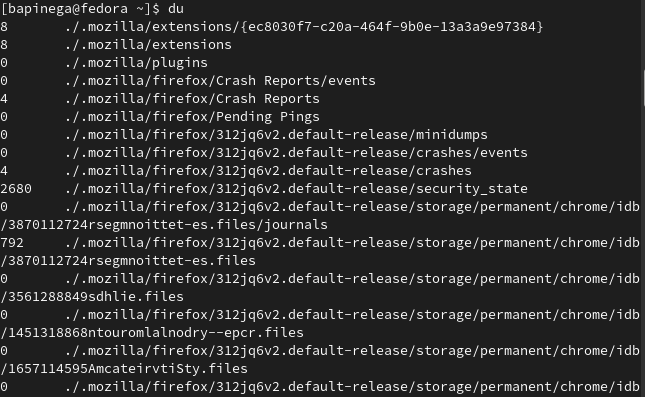 [bapinega@fedora ~]$ du
8       ./.mozilla/extensions/{ec8030f7-c20a-464f-9b0e-13a3a9e97384}
8       ./.mozilla/extensions
0       ./.mozilla/plugins
0       ./.mozilla/firefox/Crash Reports/events
4       ./.mozilla/firefox/Crash Reports
0       ./.mozilla/firefox/Pending Pings
0       ./.mozilla/firefox/312jq6v2.default-release/minidumps
0       ./.mozilla/firefox/312jq6v2.default-release/crashes/events
4       ./.mozilla/firefox/312jq6v2.default-release/crashes
2680    ./.mozilla/firefox/312jq6v2.default-release/security_state
0       ./.mozilla/firefox/312jq6v2.default-release/storage/permanent/chrome/idb
/3870112724rsegmnoittet-es.files/journals
792     ./.mozilla/firefox/312jq6v2.default-release/storage/permanent/chrome/idb
/3870112724rsegmnoittet-es.files
0       ./.mozilla/firefox/312jq6v2.default-release/storage/permanent/chrome/idb
/3561288849sdhlie.files
0       ./.mozilla/firefox/312jq6v2.default-release/storage/permanent/chrome/idb
/1451318868ntouromlalnodry--epcr.files
0       ./.mozilla/firefox/312jq6v2.default-release/storage/permanent/chrome/idb
/1657114595AmcateirvtiSty.files
0       ./.mozilla/firefox/312jq6v2.default-release/storage/permanent/chrome/idb